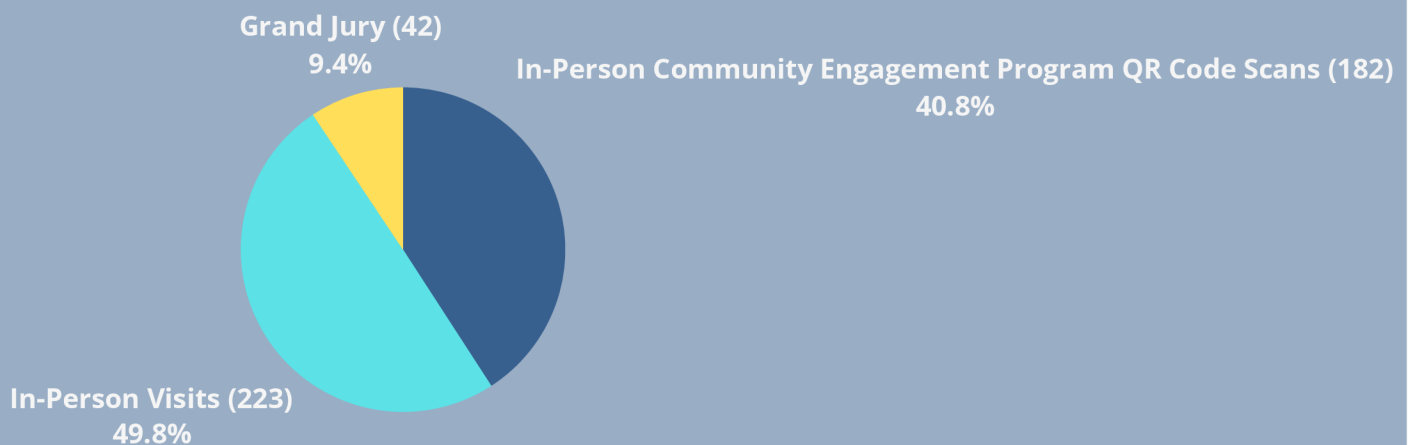 Grand Jury (42)
9.4%
In-Person Community Engagement Program QR Code Scans (182)
40.8%
In-Person Visits (223)
49.8%